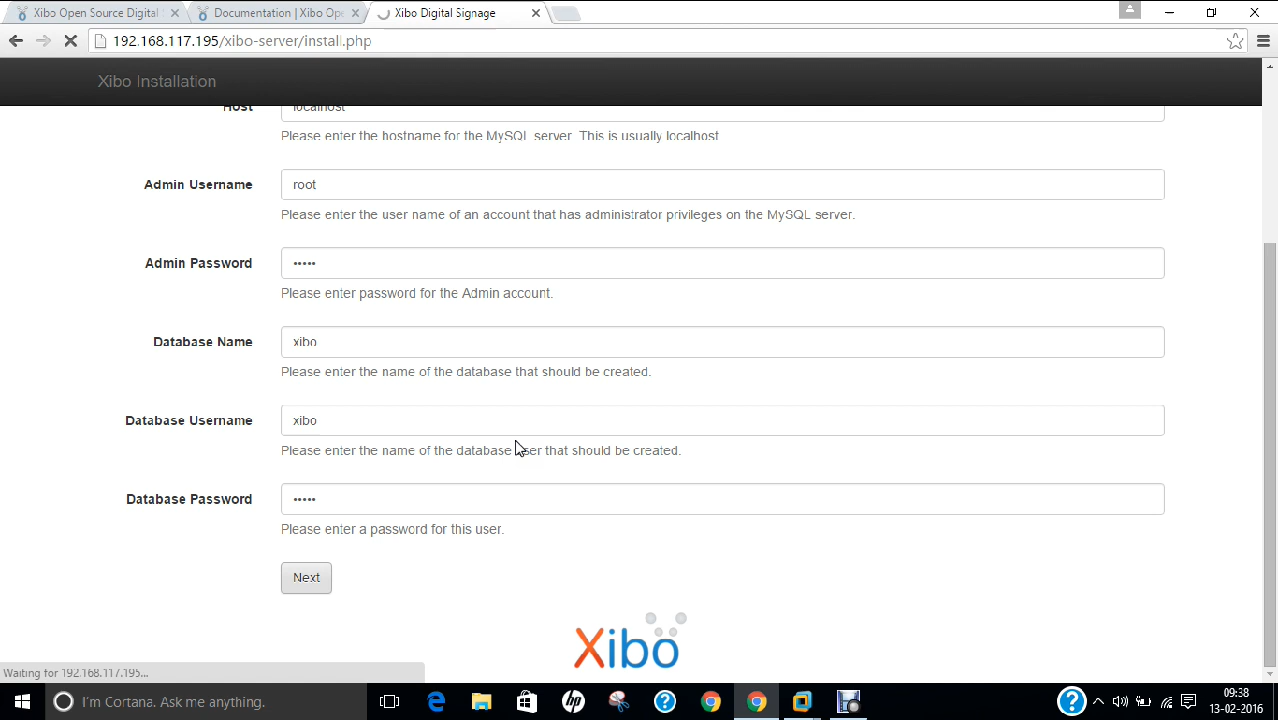 Xibo Open Source Digital
Documentation | Xibo Ope
Xibo Digital Signage
192.168.117.195/xibo-server/install.php
Xibo Installation
Host
localhost
Please enter the hostname for the MySQL server. This is usually localhost
Admin Username
root
Please enter the user name of an account that has administrator privileges on the MySQL server.
Admin Password
•••••
Please enter password for the Admin account.
Database Name
xibo
Please enter the name of the database that should be created.
Database Username
xibo
Please enter the name of the database user that should be created.
Database Password
•••••
Please enter a password for this user.
Next
Xibo
Waiting for 192.168.117.195...
I'm Cortana. Ask me anything.
hp
09:38
13-02-2016